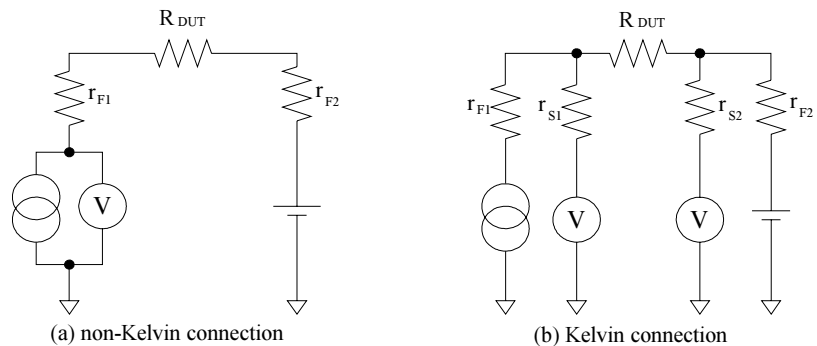 R DUT
r F1
r F2
V
(a) non-Kelvin connection
R DUT
r F1
r S1
r S2
r F2
V
V
(b) Kelvin connection